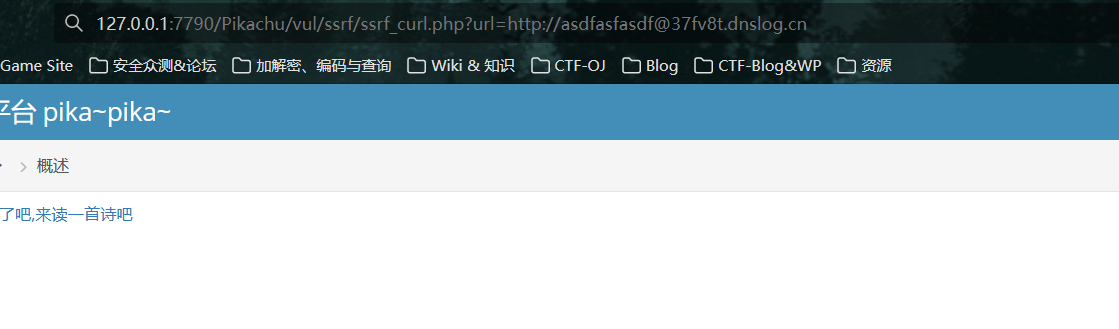 127.0.0.1:7790/Pikachu/vul/ssrf/ssrf_curl.php?url=http://asdfasfasdf@37fv8t.dnslog.cn
Game Site 安全众测&论坛 加解密、编码与查询 Wiki & 知识 CTF-OJ Blog CTF-Blog&WP 资源
平台 pika~pika~
概述
了吧,来读一首诗吧